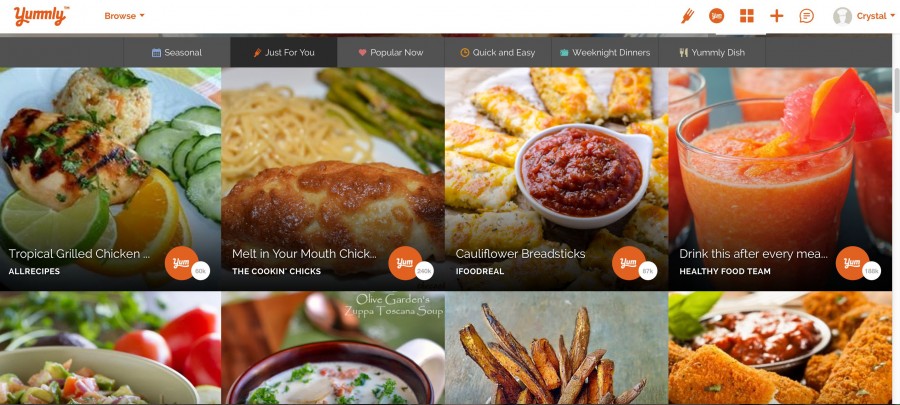 Yummly™
Browse
Crystal
Seasonal
Just For You
Popular Now
Quick and Easy
Weeknight Dinners
Yummly Dish
Tropical Grilled Chicken ...
ALLRECIPES
Yum
60k
Melt in Your Mouth Chick...
THE COOKIN' CHICKS
Yum
240k
Cauliflower Breadsticks
IFOODREAL
Yum
87k
Drink this after every mea...
HEALTHY FOOD TEAM
Yum
Olive Garden's
Zuppa Toscana Soup